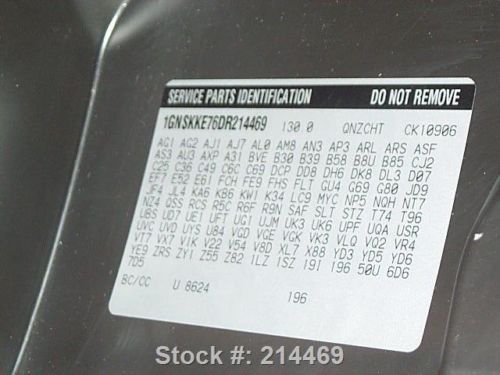 SERVICE PARTS IDENTIFICATION DO NOT REMOVE
1GNSKKE76DR214469 130.0 QNZCHT CK10906
AG1 AG2 AJ1 AJ7 AL0 AM8 AN3 AP3 ARL ARS ASF
AS3 AU3 AXP A31 BVE B30 B39 B58 B8U B85 CJ2
C25 C36 C49 C6C C69 DCP DD8 DH6 DK8 DL3 D07
EF7 E52 E61 FCH FE9 FHS FLT GU4 G69 G80 JD9
JF4 JL4 KA6 KB6 KW1 K34 LC9 MYC NP5 NQH NT7
NZ4 QSS RCS R5C R6F R9N SAF SLT STZ T74 T96
UBS UD7 UE1 UFT UG1 UJM UK3 UK6 UPF UQA USR
UVC UVD UYS U84 VGD VGE VGK VK3 VLQ VQ2 VR4
VT7 VX7 V1K V22 V54 V8D XL7 X88 YD3 YD5 YD6
YE9 ZRS ZY1 Z55 Z82 1LZ 1SZ 19I 196 50U 6D6
7D5
BC/CC U 8624 196
Stock #: 214469